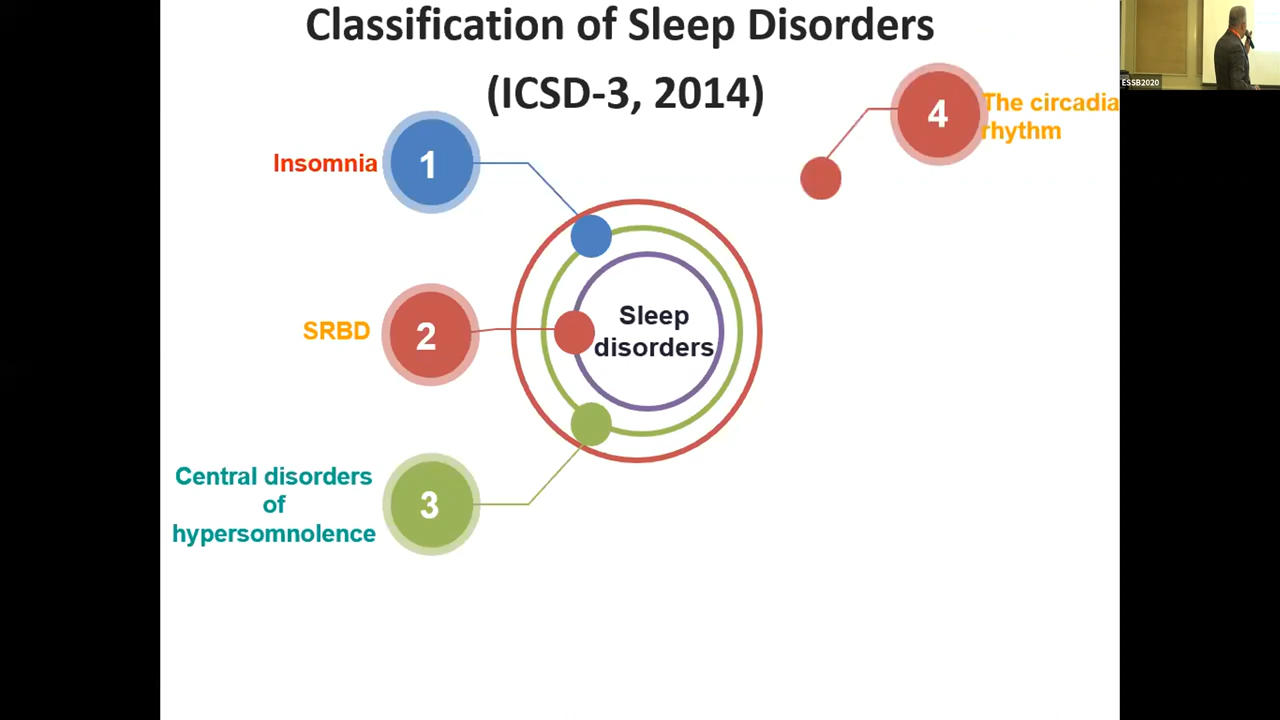 Classification of Sleep Disorders
(ICSD-3, 2014)
ESSB2020
1
Insomnia
2
SRBD
3
Central disorders
of
hypersomnolence
4
The circadia
rhythm
Sleep
disorders